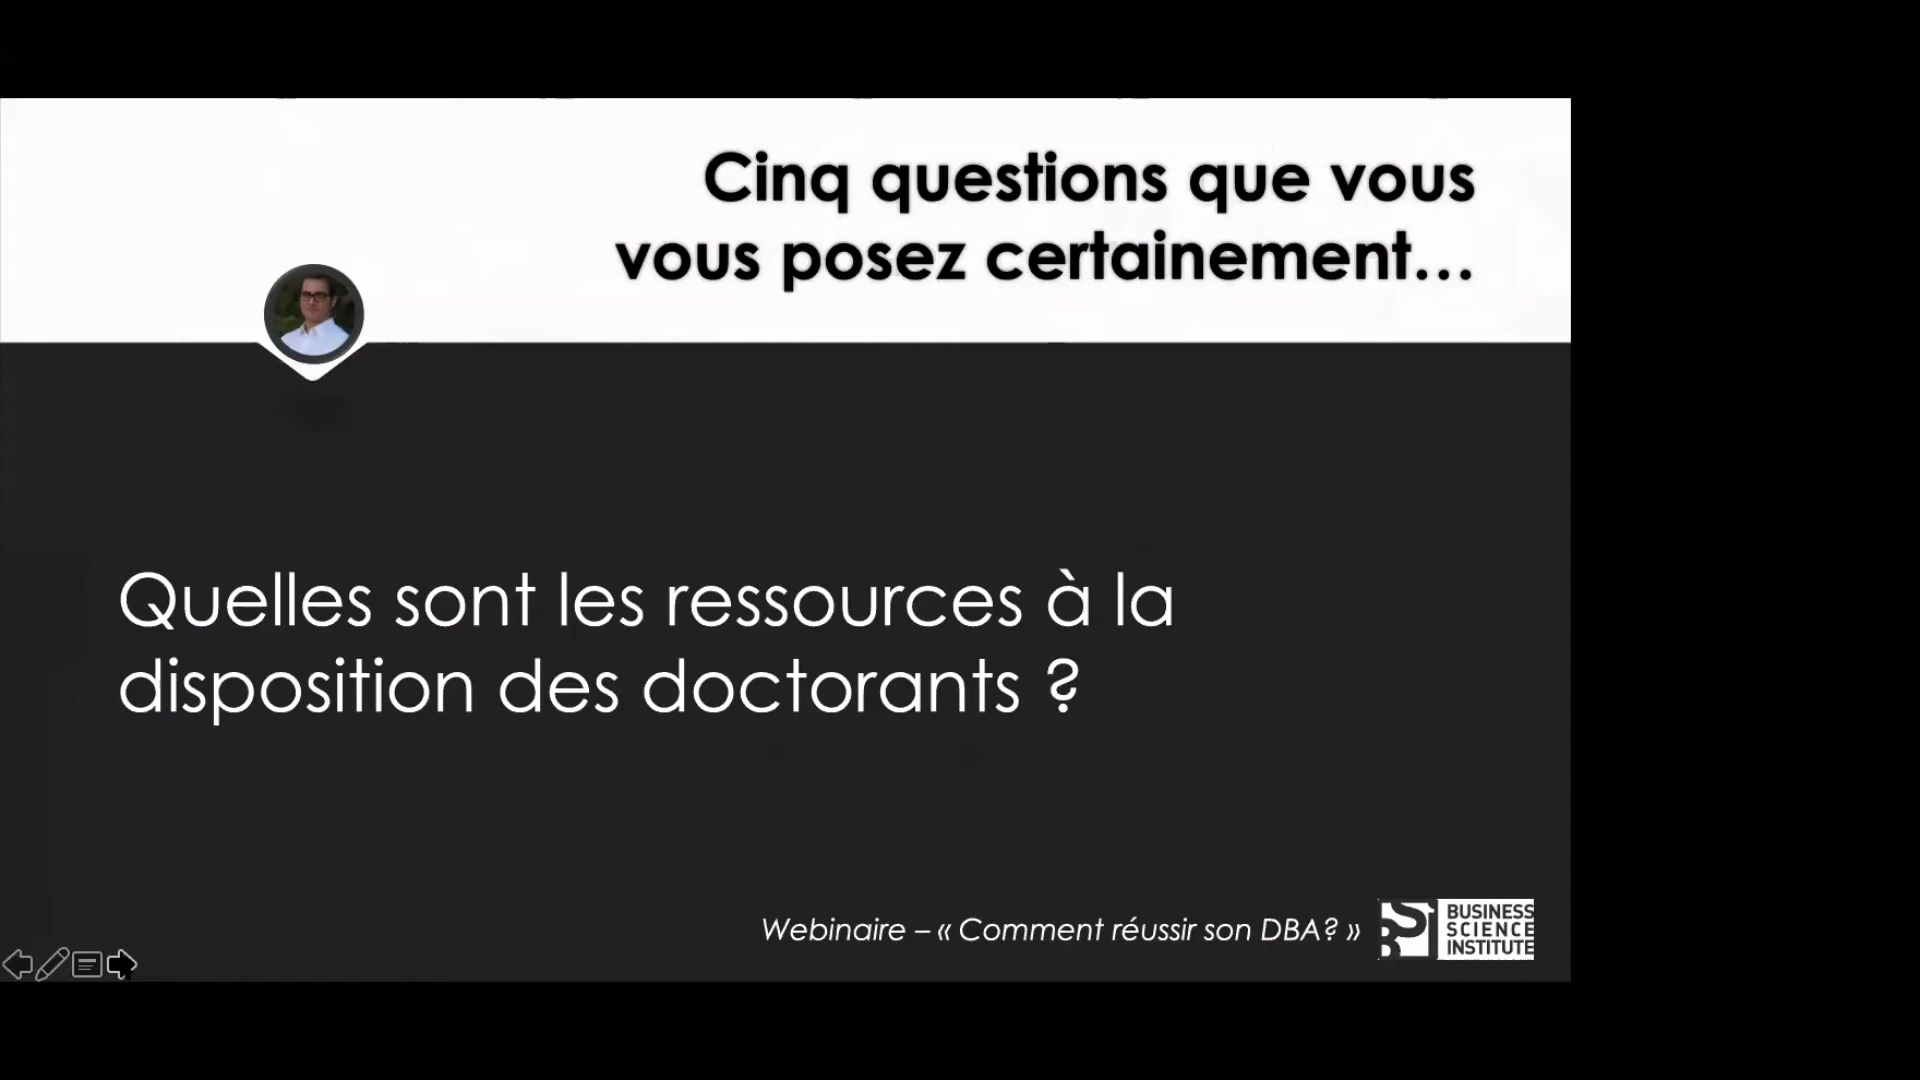 Cinq questions que vous
vous posez certainement...
Quelles sont les ressources à la
disposition des doctorants ?
Webinaire – « Comment réussir son DBA? »
BUSINESS
SCIENCE
INSTITUTE